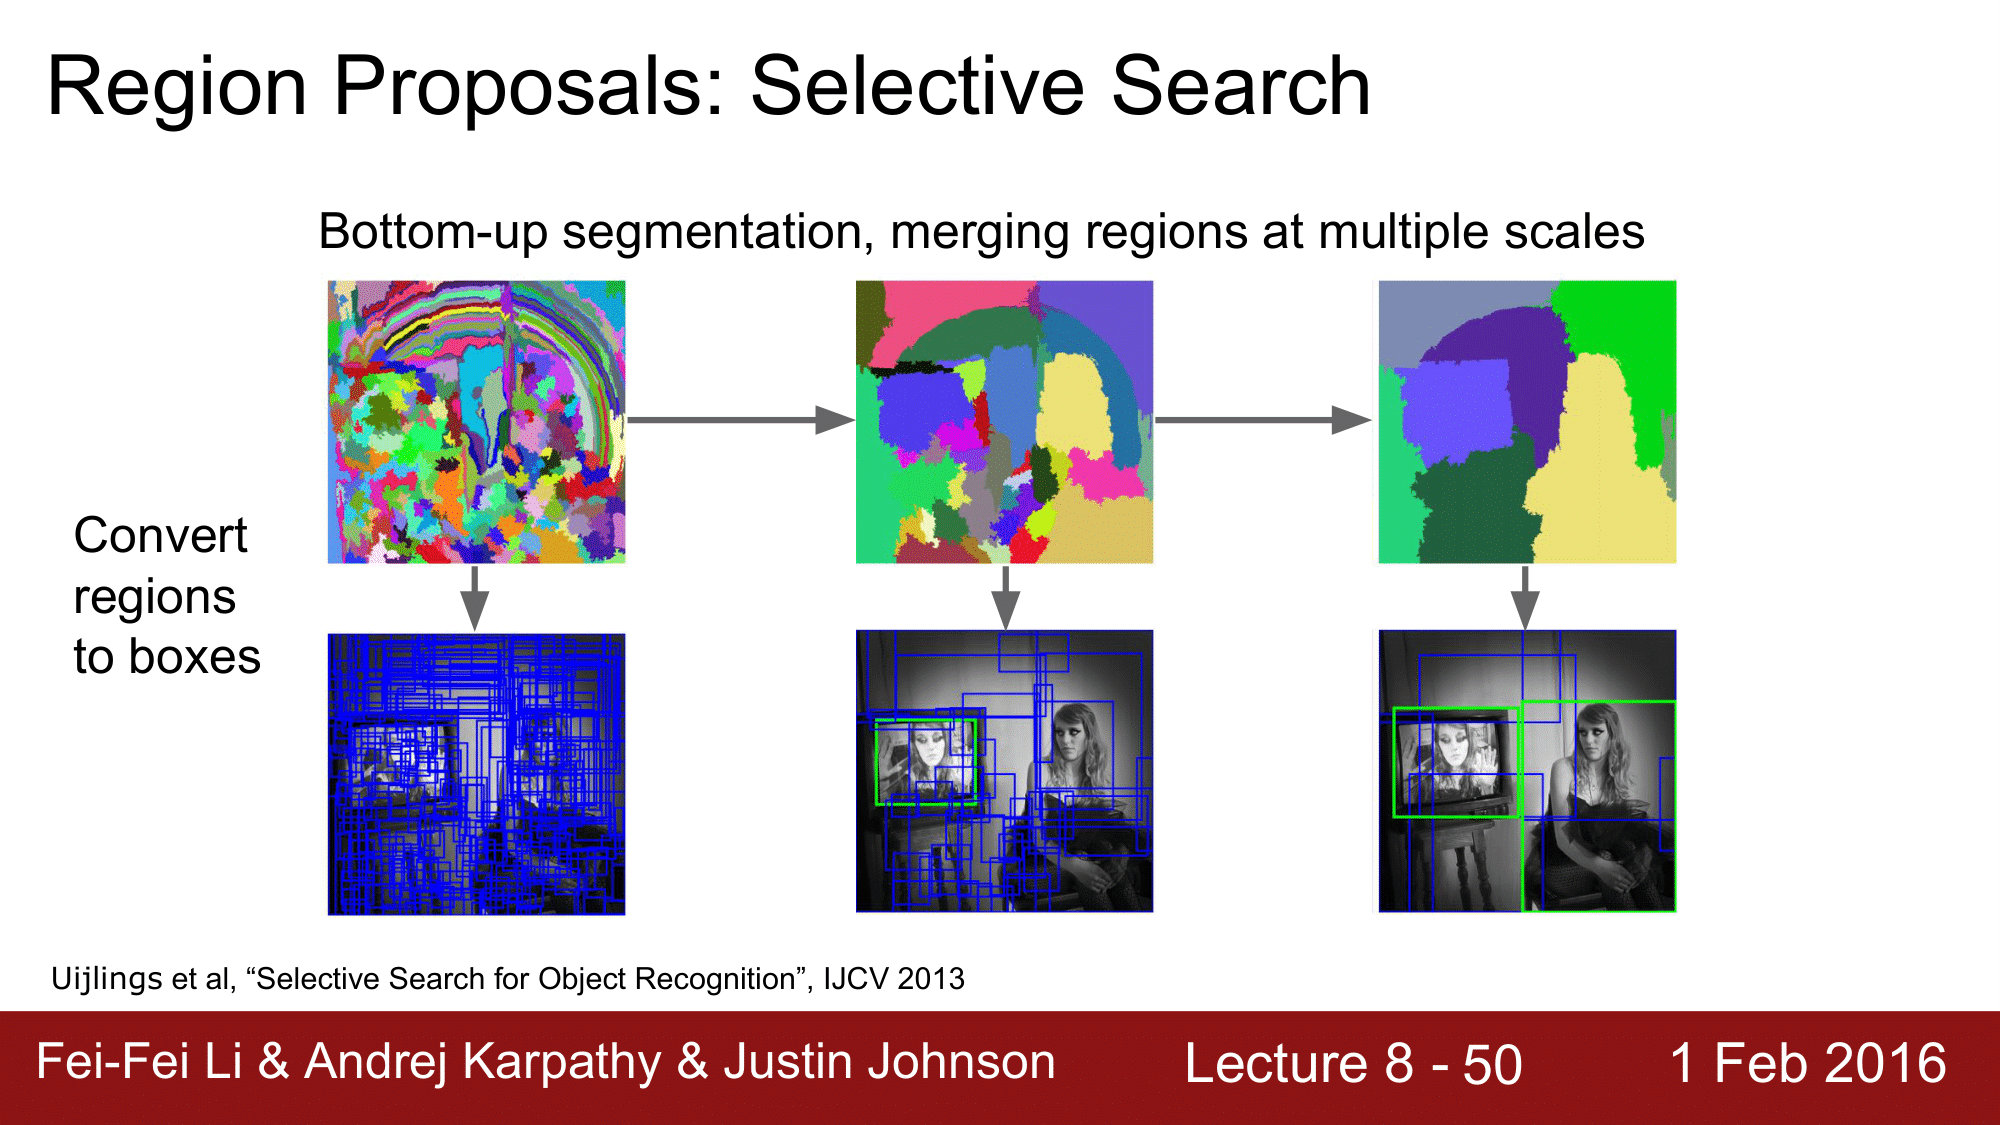 Region Proposals: Selective Search
Bottom-up segmentation, merging regions at multiple scales
Convert
regions
to boxes
Uijlings et al, “Selective Search for Object Recognition”, IJCV 2013
Fei-Fei Li & Andrej Karpathy & Justin Johnson
Lecture 8 - 50
1 Feb 2016